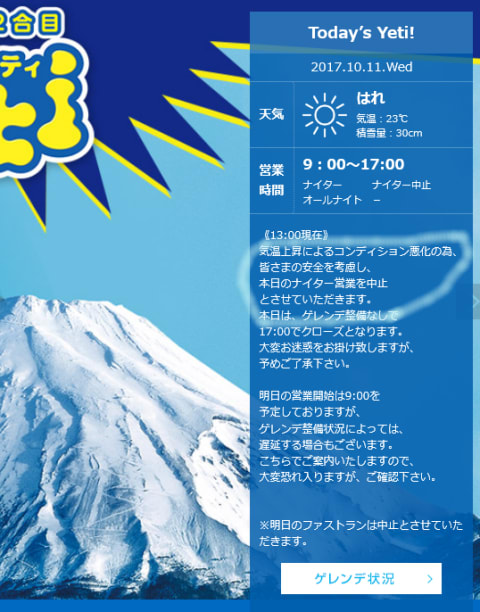 2合目
ティ
Today's Yeti!
2017.10.11.Wed
天気
はれ
気温：23℃
積雪量：30cm
営業
時間
9：00～17:00
ナイター ナイター中止
オールナイト －
《13:00現在》
気温上昇によるコンディション悪化の為、
皆さまの安全を考慮し、
本日のナイター営業を中止
とさせていただきます。
本日は、ゲレンデ整備なしで
17:00でクローズとなります。
大変お迷惑をお掛け致しますが、
予めご了承下さい。
明日の営業開始は9:00を
予定しておりますが、
ゲレンデ整備状況によっては、
遅延する場合もございます。
こちらでご案内いたしますので、
大変恐れ入りますが、ご確認下さい。
※明日のファストランは中止とさせていた
だきます。
ゲレンデ状況